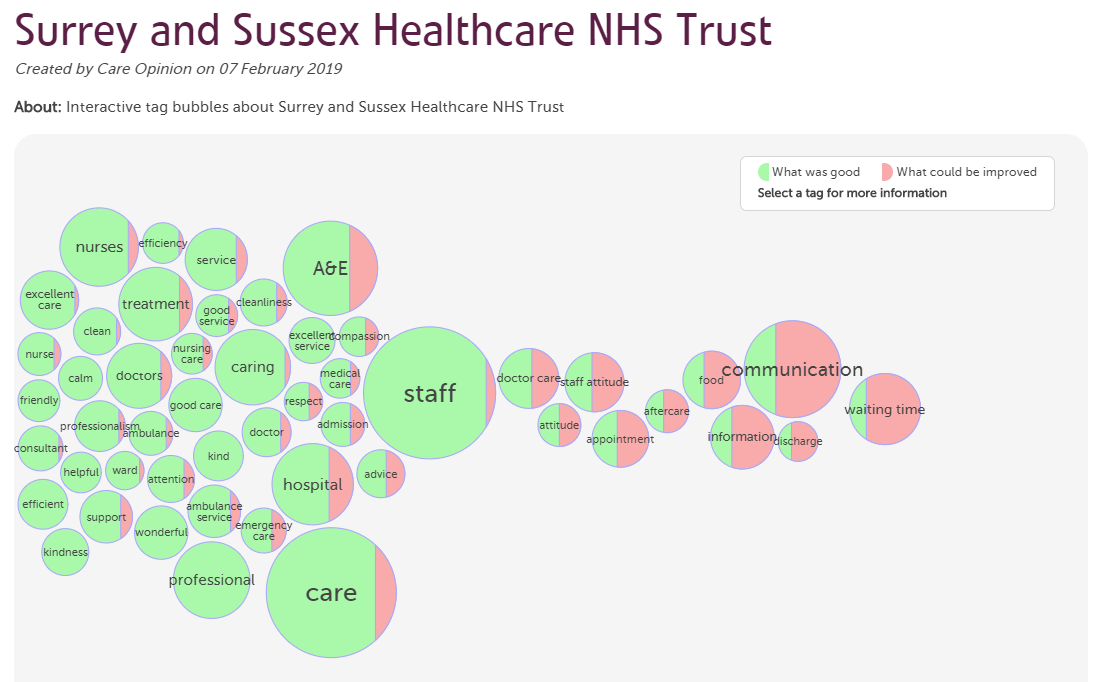 Surrey and Sussex Healthcare NHS Trust
Created by Care Opinion on 07 February 2019
About: Interactive tag bubbles about Surrey and Sussex Healthcare NHS Trust
What was good
What could be improved
Select a tag for more information
nurses
efficiency
service
A&E
excellent
care
treatment
good
service
cleanliness
clean
excellent
service
compassion
nurse
nursing
care
caring
calm
doctors
medical
care
staff
doctor care
staff attitude
food
communication
friendly
good care
respect
aftercare
waiting time
professionalism
ambulance
doctor
admission
attitude
appointment
information
discharge
consultant
helpful
ward
kind
attention
hospital
advice
efficient
support
ambulance
service
wonderful
emergency
care
kindness
professional
care